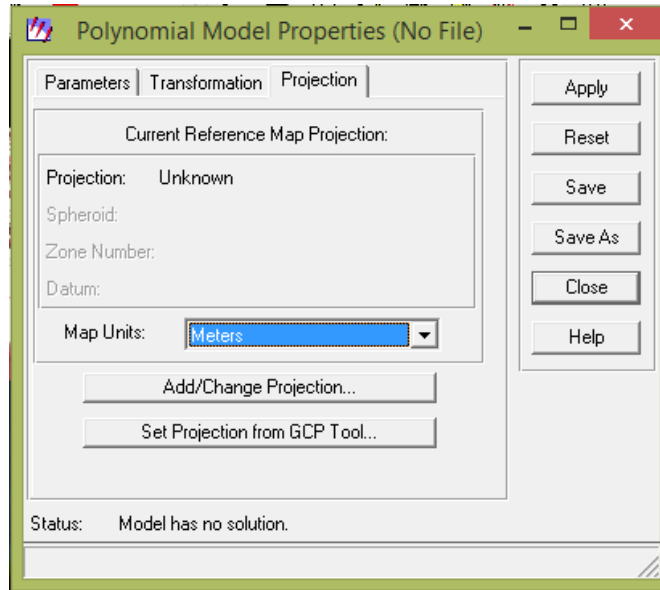 Polynomial Model Properties (No File)
Parameters Transformation Projection
Current Reference Map Projection:
Projection: Unknown
Spheroid:
Zone Number:
Datum:
Map Units: Meters
Add/Change Projection...
Set Projection from GCP Tool...
Apply
Reset
Save
Save As
Close
Help
Status: Model has no solution.